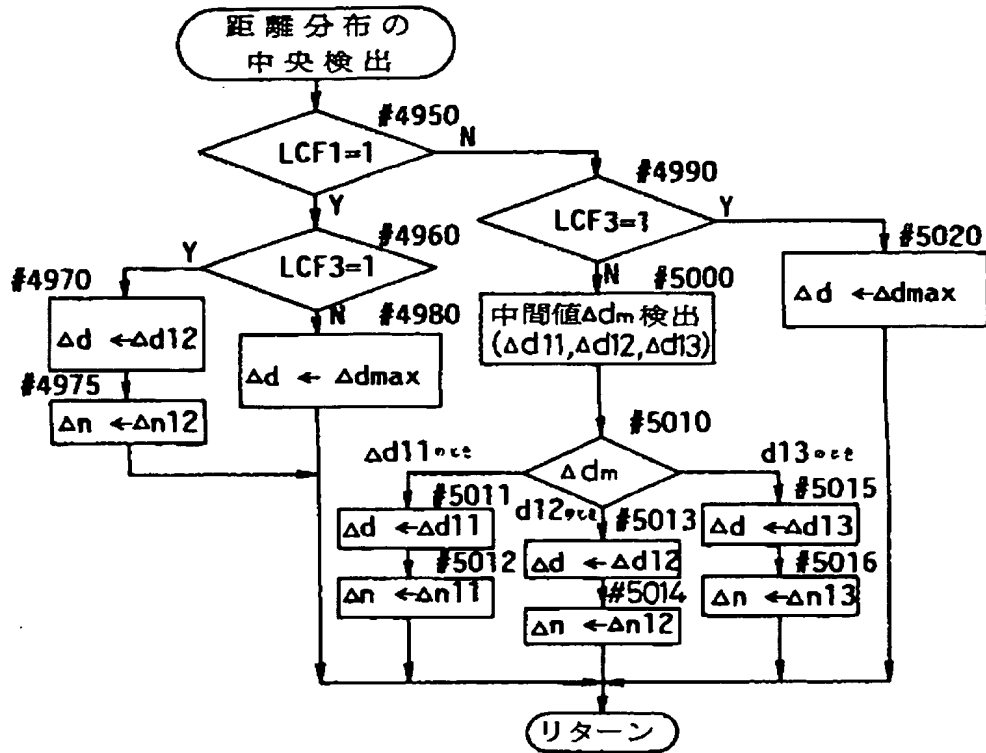 距離分布の
中央検出
#4950
LCF1=1
N
Y
#4990
LCF3=1
Y
N
#4960
LCF3=1
Y
N
#4970
Δd ←Δd12
#4975
Δn ←Δn12
#4980
Δd ← Δdmax
#5000
中間値Δdm検出
(Δd11,Δd12,Δd13)
#5020
Δd ←Δdmax
#5010
Δdm
Δd11のとき
d12のとき
d13のとき
#5011
Δd ←Δd11
#5012
Δn ←Δn11
#5013
Δd ←Δd12
#5014
Δn ←Δn12
#5015
Δd ←Δd13
#5016
Δn ←Δn13
リターン